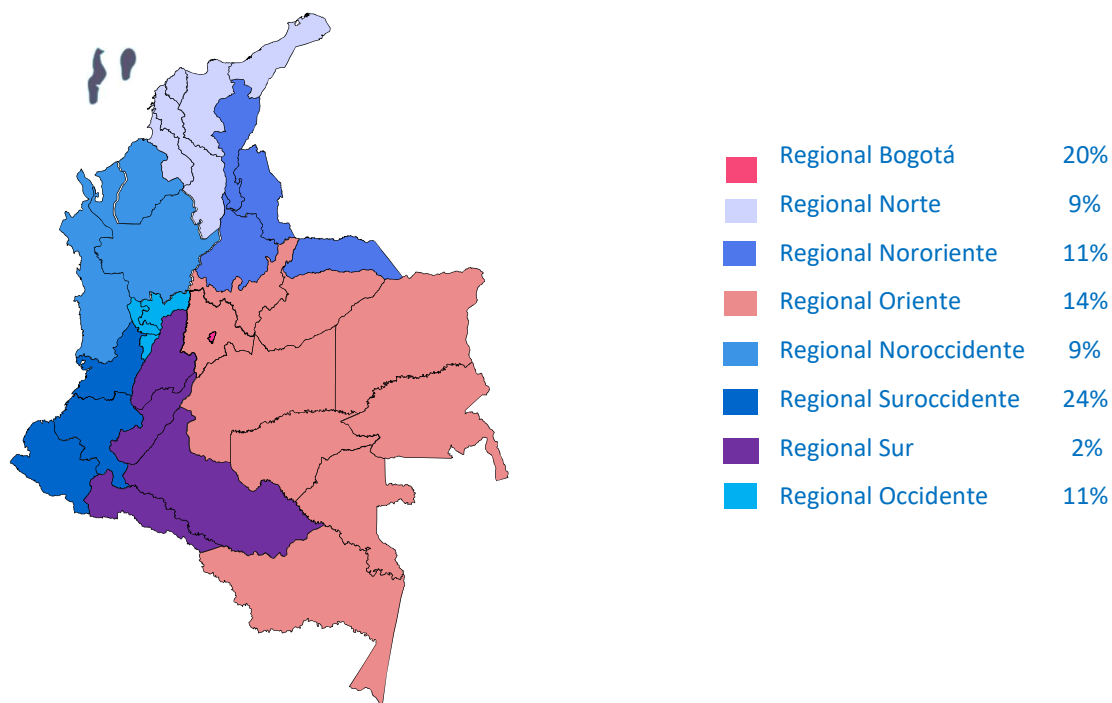 Regional Bogotá 20%
Regional Norte 9%
Regional Nororiente 11%
Regional Oriente 14%
Regional Noroccidente 9%
Regional Suroccidente 24%
Regional Sur 2%
Regional Occidente 11%